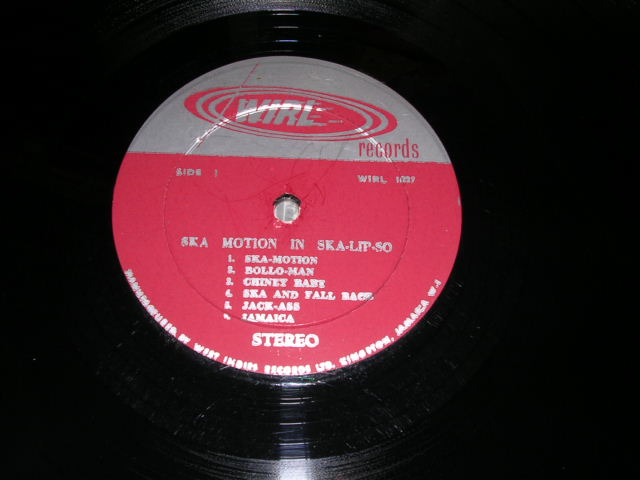 WIRL
records
SIDE 1
WIRL 1027
SKA MOTION IN SKA-LIP-SO
1. SKA-MOTION
2. BOLLO-MAN
3. CHINEY BABY
4. SKA AND FALL BACK
5. JACK-ASS
JAMAICA
STEREO
MANUFACTURED BY WEST INDIES RECORDS LTD. KINGSTON, JAMAICA W.I